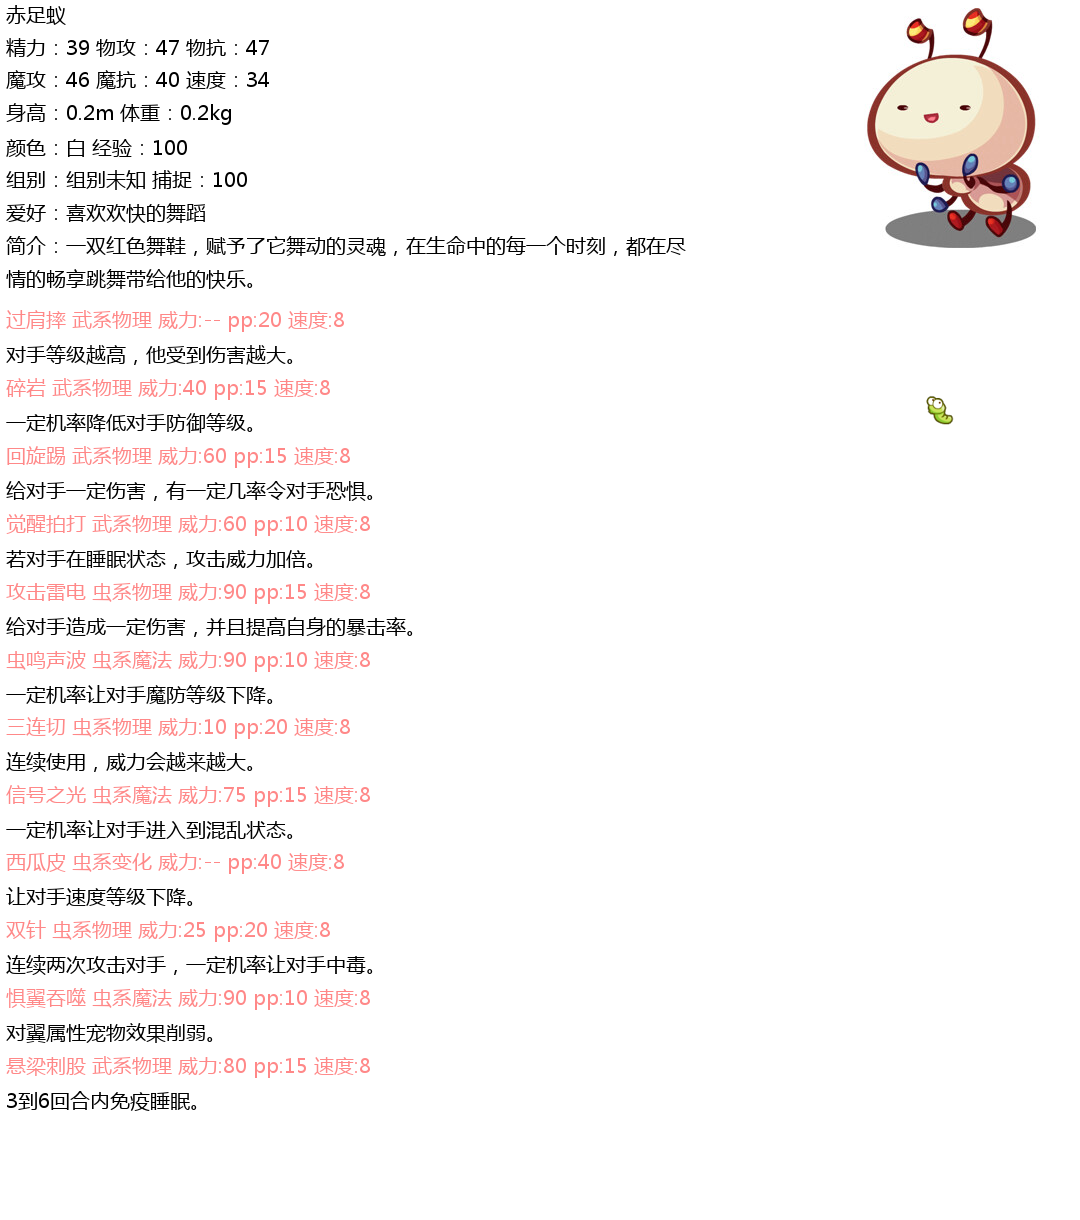 赤足蚁
精力：39 物攻：47 物抗：47
魔攻：46 魔抗：40 速度：34
身高：0.2m 体重：0.2kg
颜色：白 经验：100
组别：组别未知 捕捉：100
爱好：喜欢欢快的舞蹈
简介：一双红色舞鞋，赋予了它舞动的灵魂，在生命中的每一个时刻，都在尽
情的畅享跳舞带给他的快乐。
过肩摔 武系物理 威力:-- pp:20 速度:8
对手等级越高，他受到伤害越大。
碎岩 武系物理 威力:40 pp:15 速度:8
一定机率降低对手防御等级。
回旋踢 武系物理 威力:60 pp:15 速度:8
给对手一定伤害，有一定几率令对手恐惧。
觉醒拍打 武系物理 威力:60 pp:10 速度:8
若对手在睡眠状态，攻击威力加倍。
攻击雷电 虫系物理 威力:90 pp:15 速度:8
给对手造成一定伤害，并且提高自身的暴击率。
虫鸣声波 虫系魔法 威力:90 pp:10 速度:8
一定机率让对手魔防等级下降。
三连切 虫系物理 威力:10 pp:20 速度:8
连续使用，威力会越来越大。
信号之光 虫系魔法 威力:75 pp:15 速度:8
一定机率让对手进入到混乱状态。
西瓜皮 虫系变化 威力:-- pp:40 速度:8
让对手速度等级下降。
双针 虫系物理 威力:25 pp:20 速度:8
连续两次攻击对手，一定机率让对手中毒。
惧翼吞噬 虫系魔法 威力:90 pp:10 速度:8
对翼属性宠物效果削弱。
悬梁刺股 武系物理 威力:80 pp:15 速度:8
3到6回合内免疫睡眠。